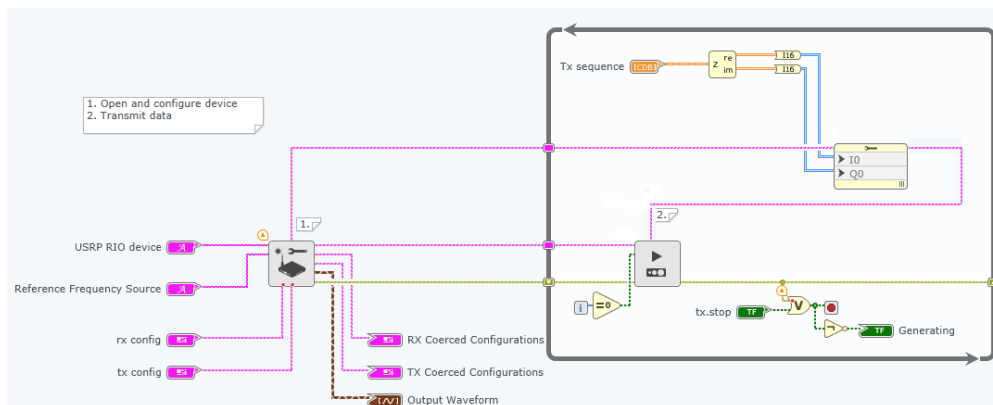 Tx sequence
[CDB]
z
re
im
I16
I16
1. Open and configure device
2. Transmit data
I0
Q0
1.
2.
USRP RIO device
A
Reference Frequency Source
A
i
=0
tx.stop
TF
V
TF
Generating
rx config
RX Coerced Configurations
tx config
TX Coerced Configurations
Output Waveform